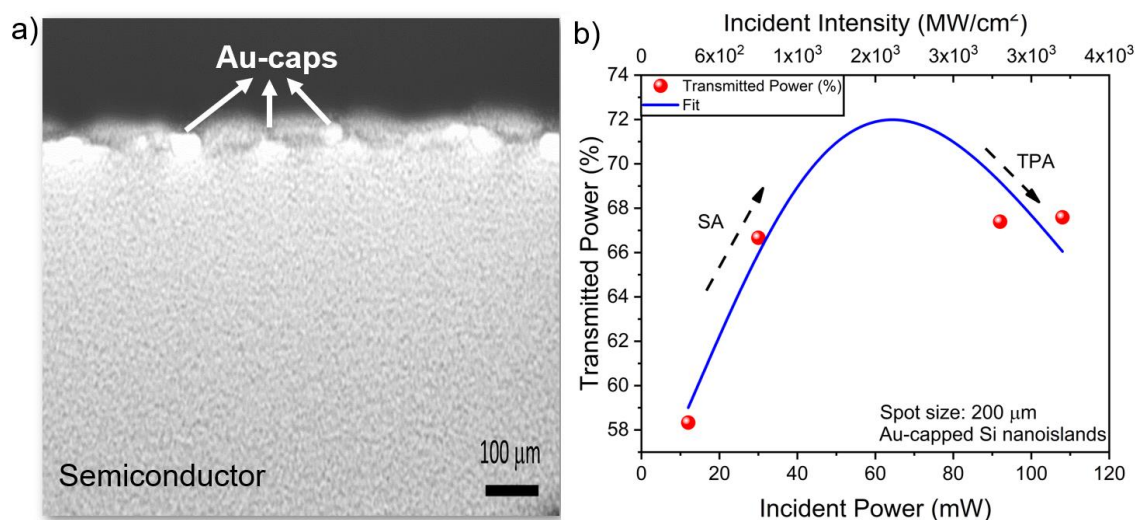 a)
Au-caps
100 μm
Semiconductor
b)
Incident Intensity (MW/cm²)
0 6x10² 1x10³ 2x10³ 3x10³ 3x10³ 4x10³
74
72
70
68
66
64
62
60
58
Transmitted Power (%)
Transmitted Power (%)
Fit
SA
TPA
Spot size: 200 μm
Au-capped Si nanoislands
0 20 40 60 80 100 120
Incident Power (mW)